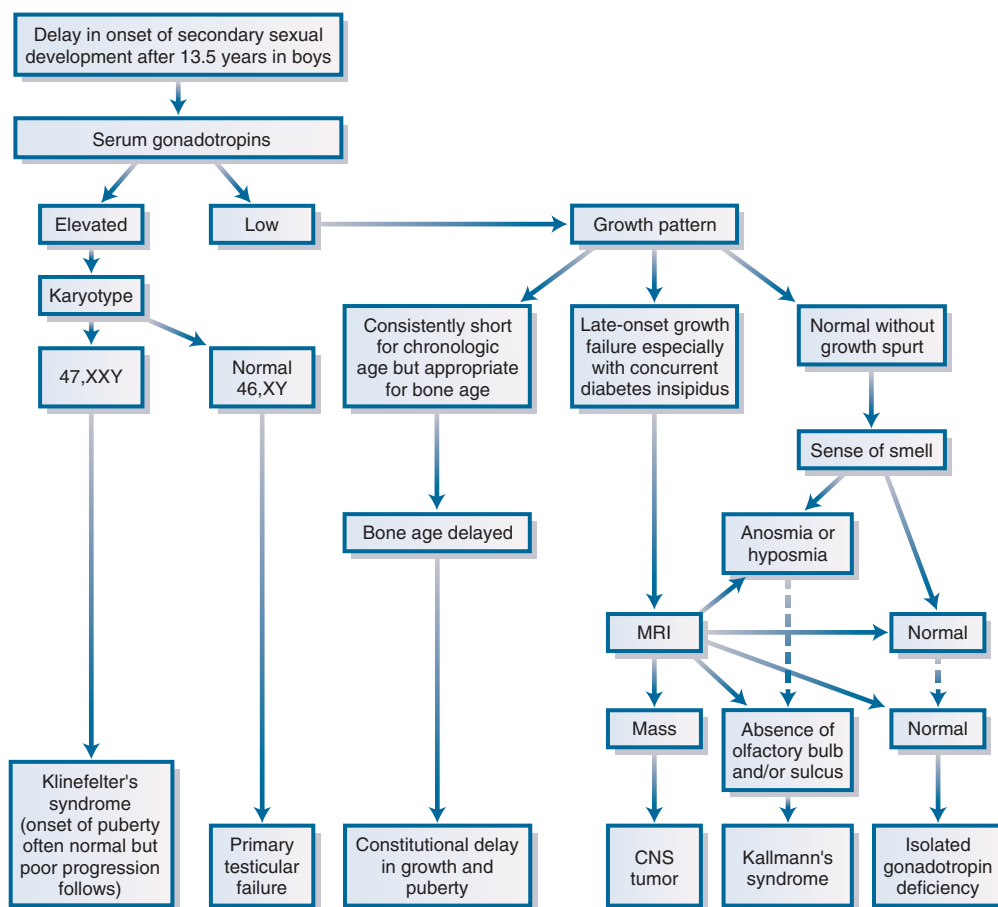 Delay in onset of secondary sexual
development after 13.5 years in boys
Serum gonadotropins
Elevated
Low
Growth pattern
Karyotype
Consistently short
for chronologic
age but appropriate
for bone age
Late-onset growth
failure especially
with concurrent
diabetes insipidus
Normal without
growth spurt
47,XXY
Normal
46,XY
Sense of smell
Bone age delayed
Anosmia or
hyposmia
MRI
Normal
Mass
Absence of
olfactory bulb
and/or sulcus
Normal
Klinefelter's
syndrome
(onset of puberty
often normal but
poor progression
follows)
Primary
testicular
failure
Constitutional delay
in growth and
puberty
CNS
tumor
Kallmann's
syndrome
Isolated
gonadotropin
deficiency